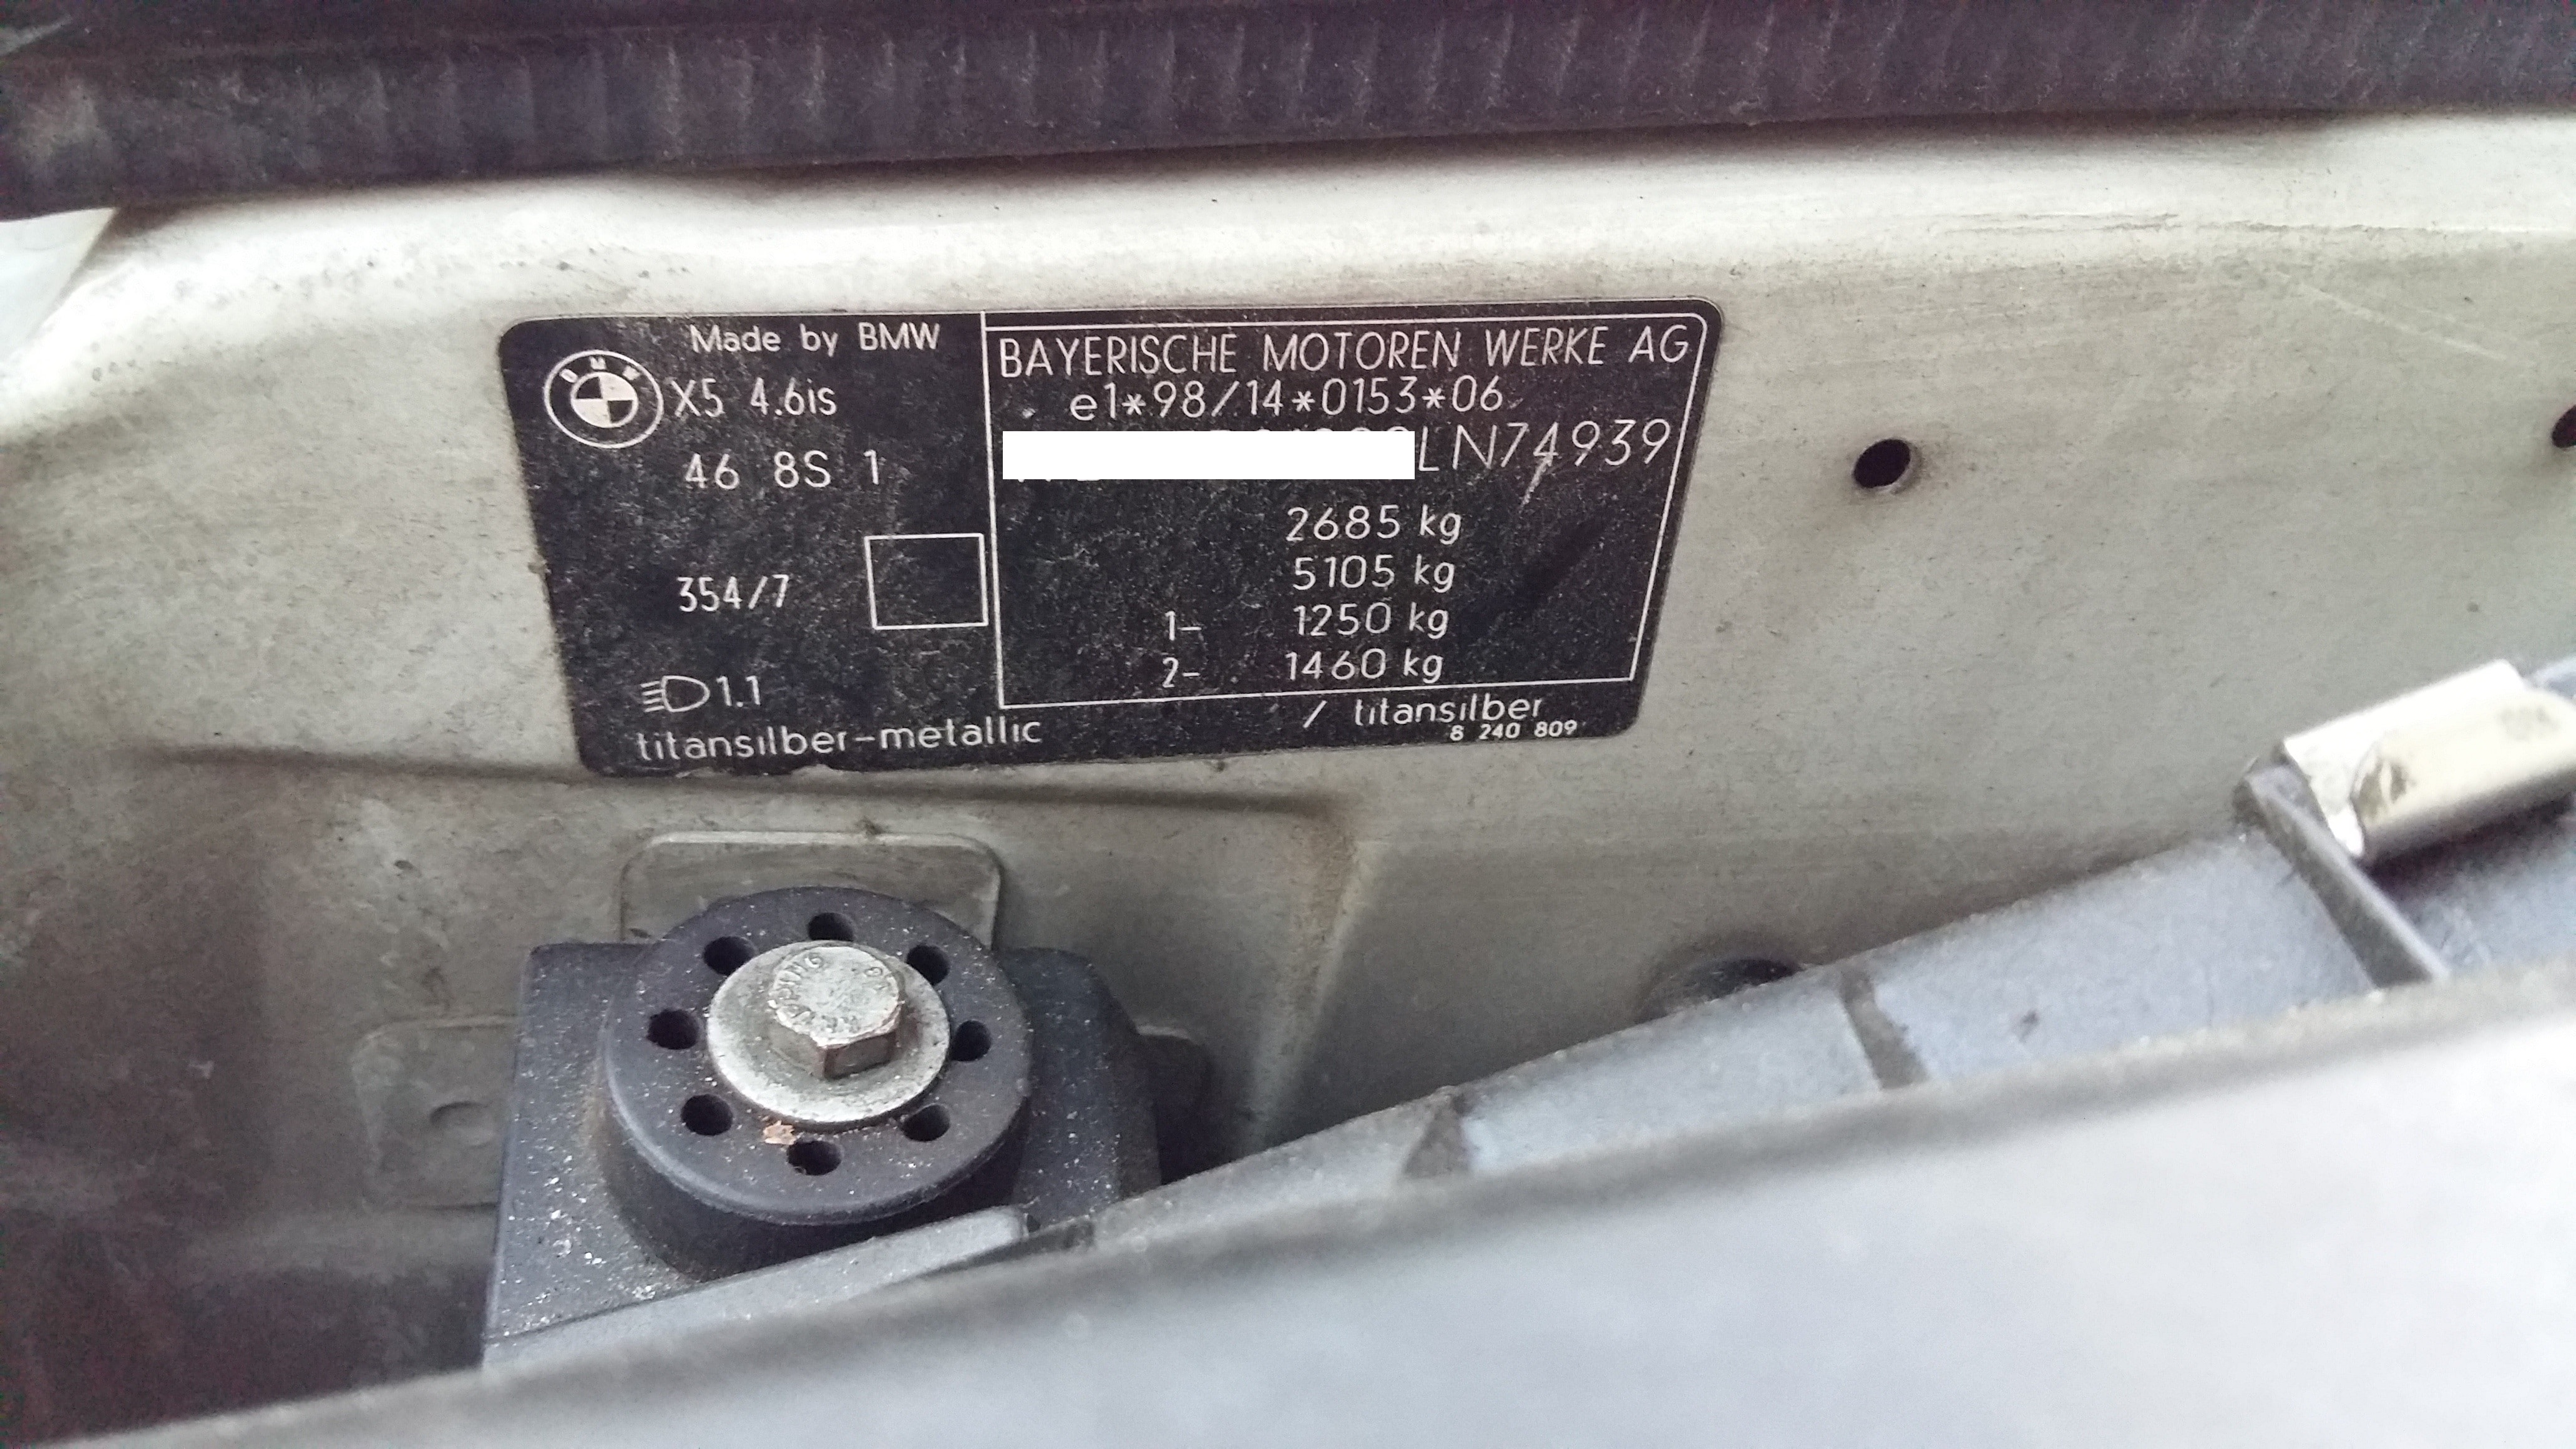 Made by BMW
BMW
X5 4.6is
46 8S 1
354/7
1.1
titansilber-metallic
BAYERISCHE MOTOREN WERKE AG
e1*98/14*0153*06
LN74939
2685 kg
5105 kg
1- 1250 kg
2- 1460 kg
/ titansilber
8 240 809